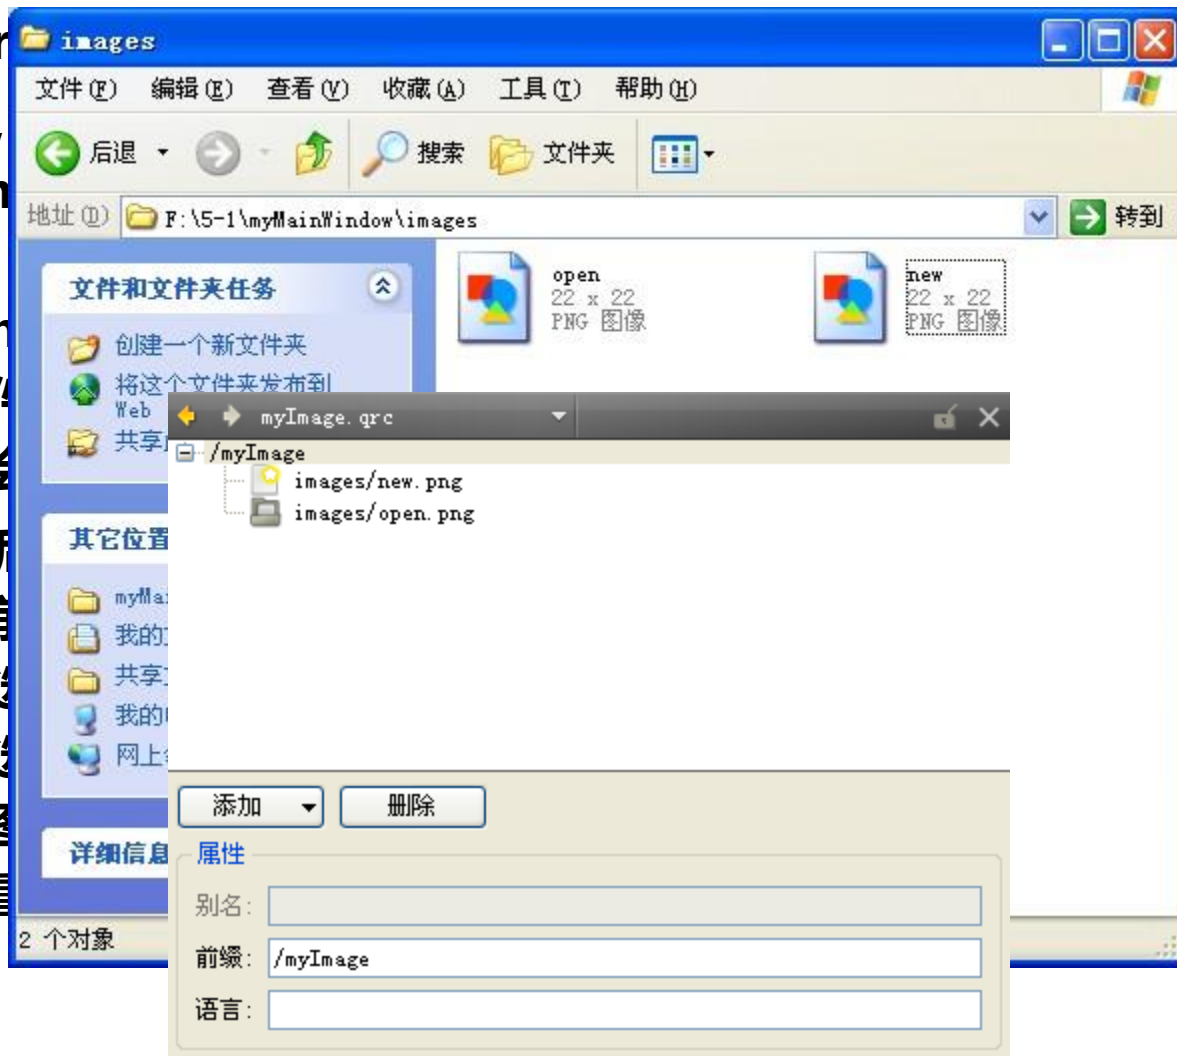 images
文件(F) 编辑(E) 查看(V) 收藏(A) 工具(T) 帮助(H)
后退 搜索 文件夹
地址(D) F:\5-1\myMainWindow\images 转到
文件和文件夹任务
创建一个新文件夹
将这个文件夹发布到
Web
共享
open
22 x 22
PNG 图像
new
22 x 22
PNG 图像
其它位置
myMa
我的
共享
我的
网上
详细信息
2 个对象
myImage.qrc
/myImage
images/new.png
images/open.png
添加 删除
属性
别名:
前缀: /myImage
语言: